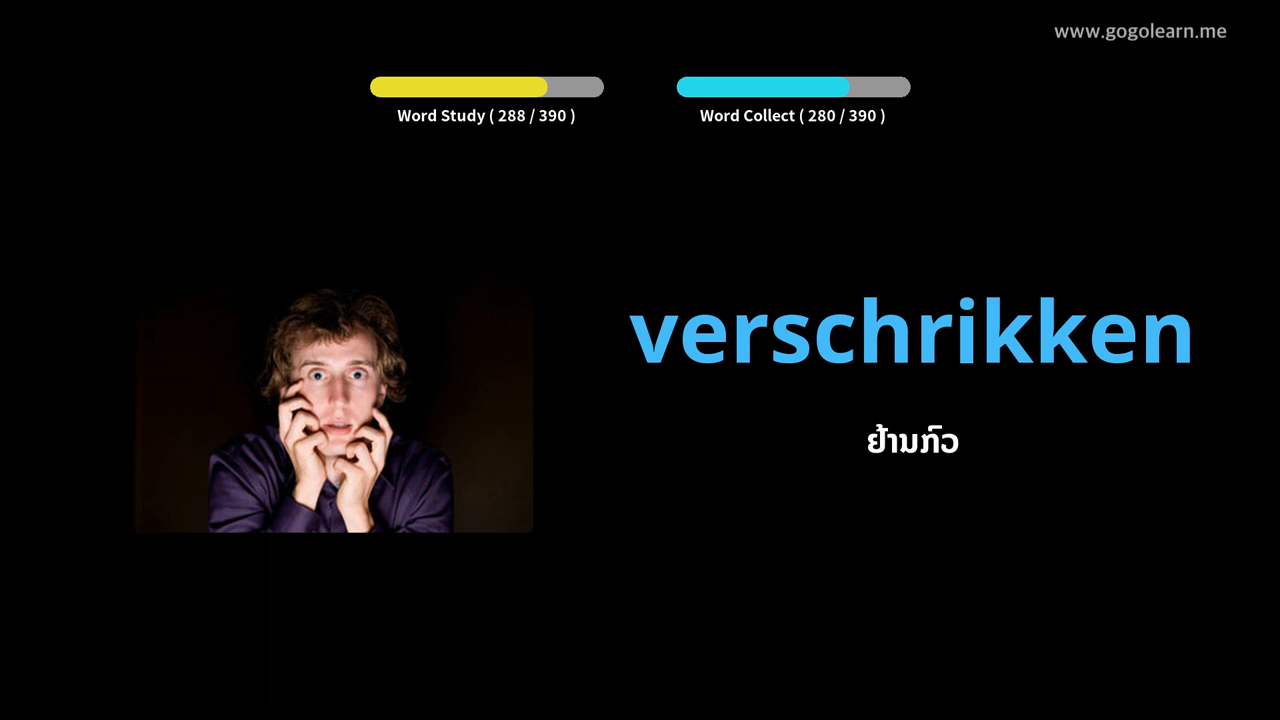 www.gogolearn.me
Word Study ( 288 / 390 )
Word Collect ( 280 / 390 )
verschrikken
ຢ້ານກົວ